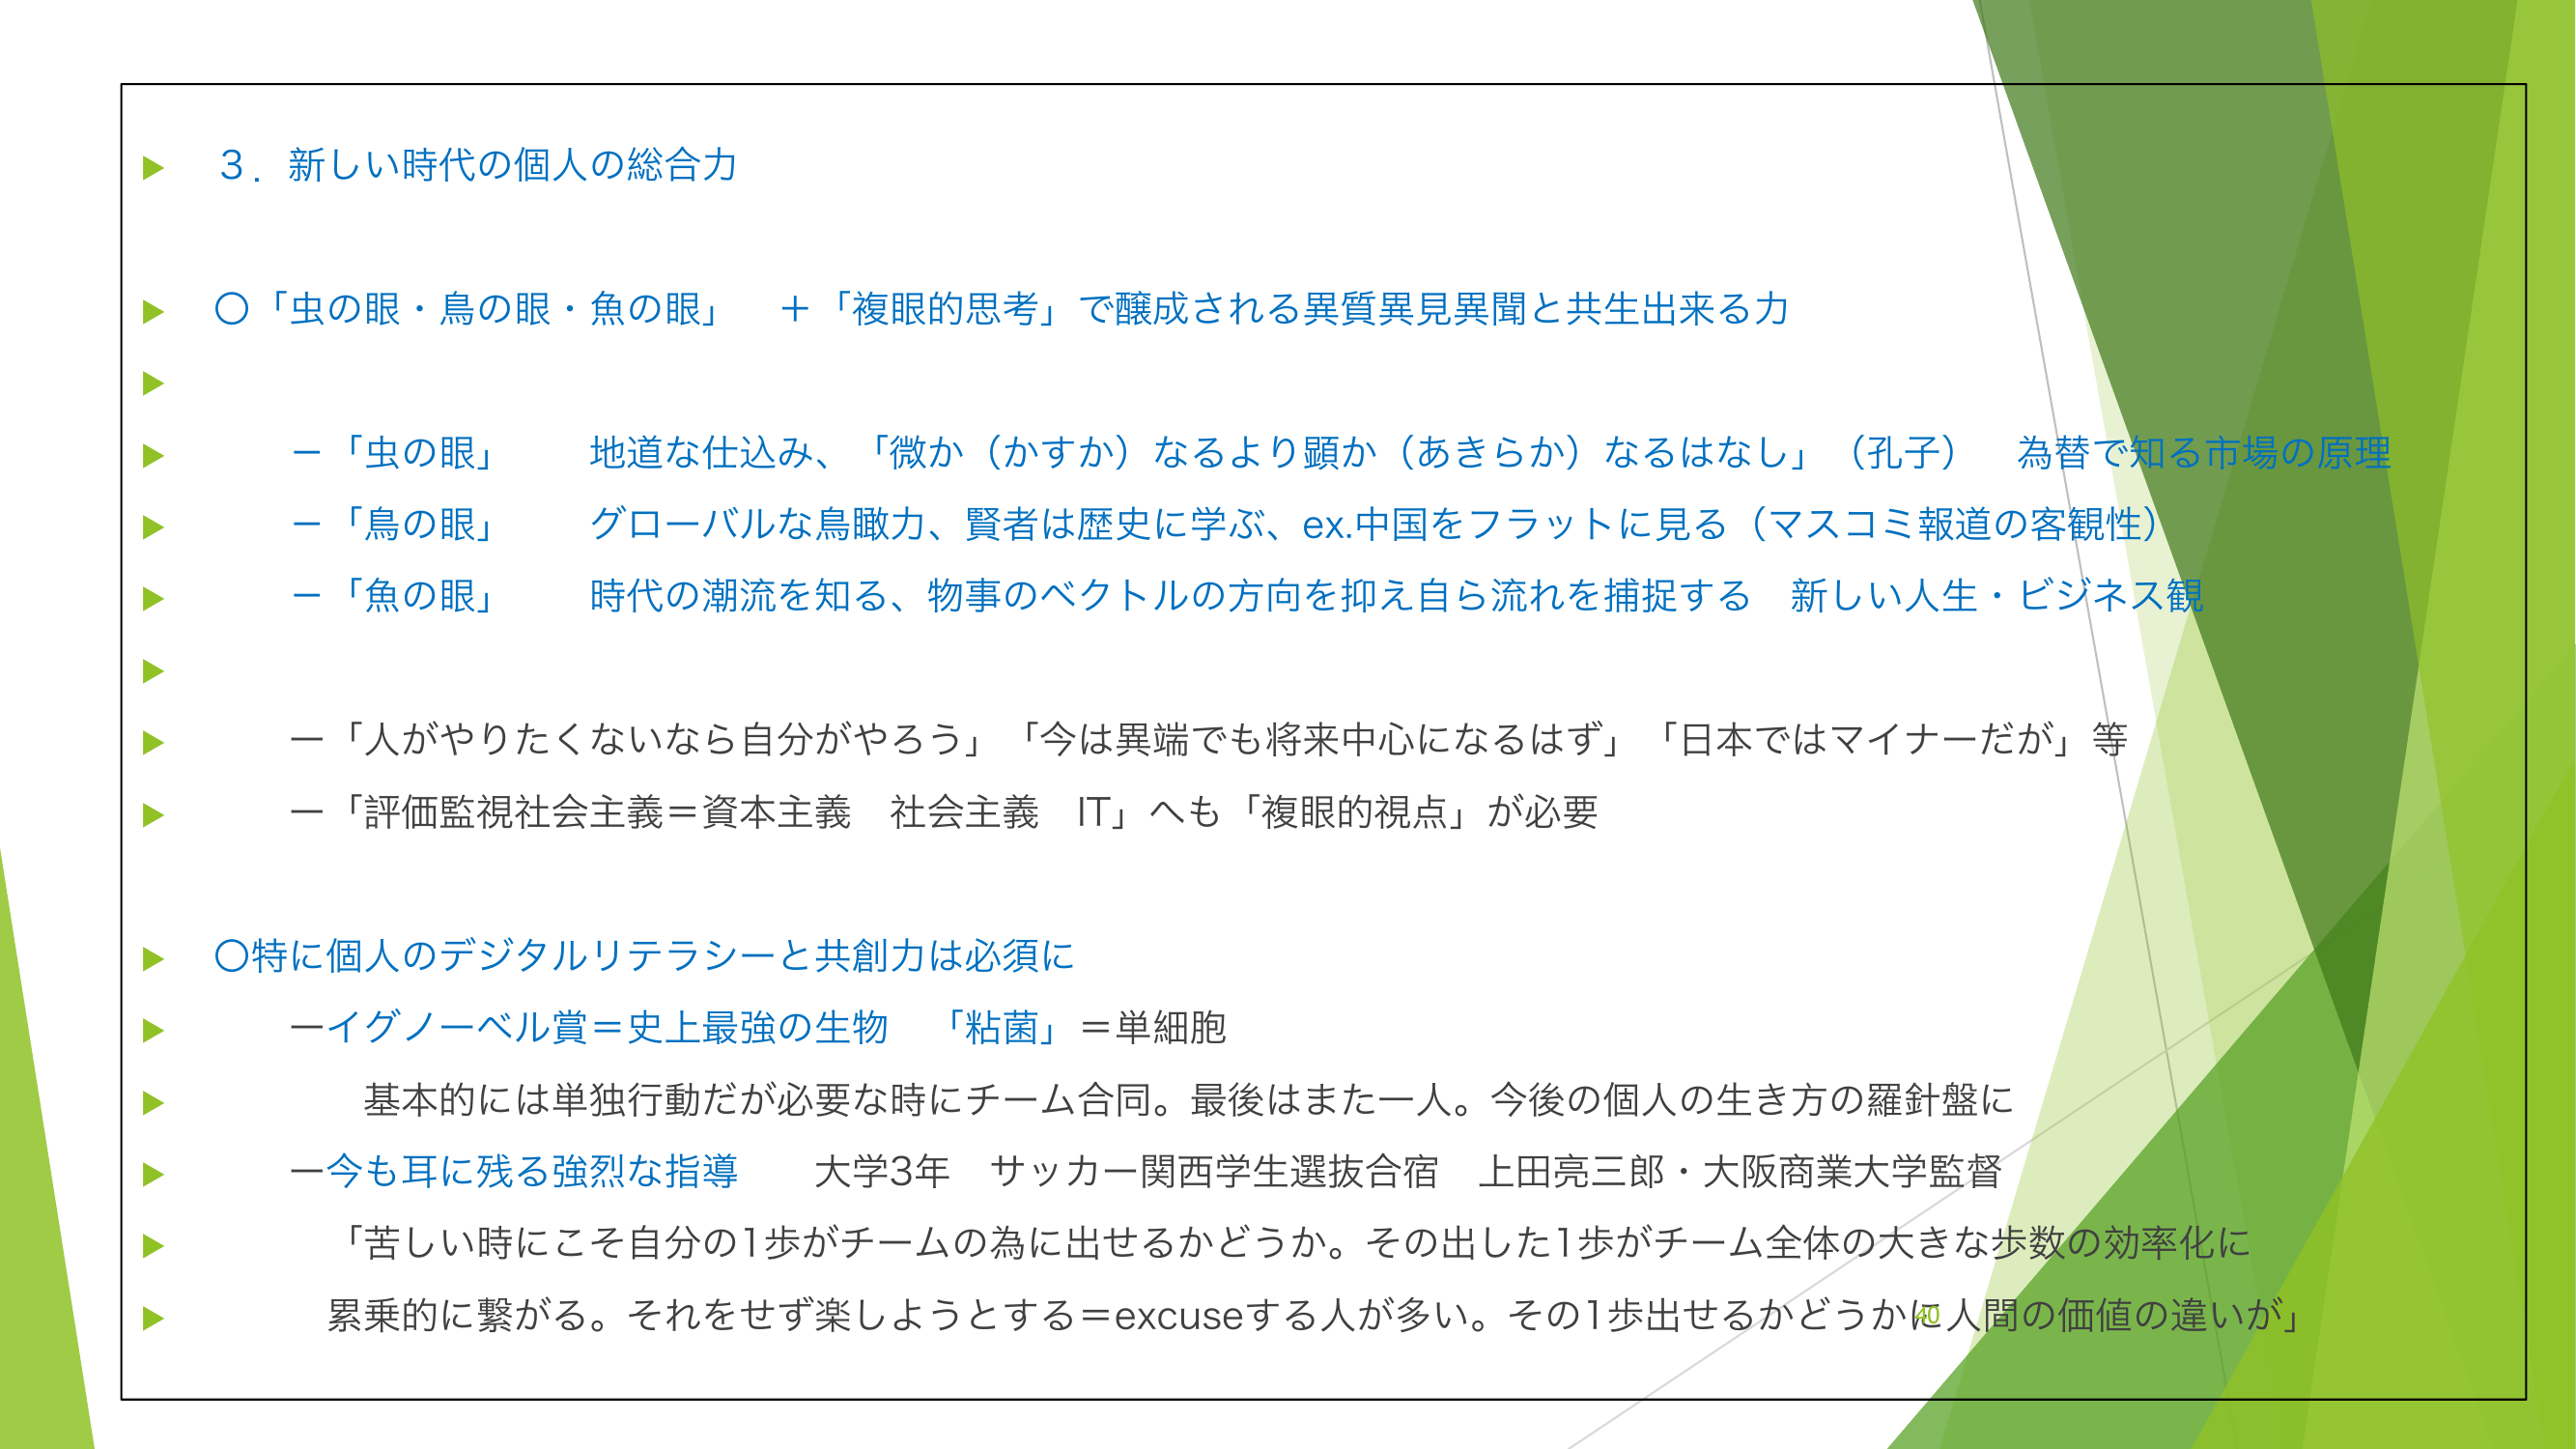 ３．新しい時代の個人の総合力
〇「虫の眼・鳥の眼・魚の眼」　＋「複眼的思考」で醸成される異質異見異聞と共生出来る力
－「虫の眼」　　地道な仕込み、「微か（かすか）なるより顕か（あきらか）なるはなし」（孔子）　為替で知る市場の原理
－「鳥の眼」　　グローバルな鳥瞰力、賢者は歴史に学ぶ、ex.中国をフラットに見る（マスコミ報道の客観性）
－「魚の眼」　　時代の潮流を知る、物事のベクトルの方向を抑え自ら流れを捕捉する　新しい人生・ビジネス観
ー「人がやりたくないなら自分がやろう」「今は異端でも将来中心になるはず」「日本ではマイナーだが」等
ー「評価監視社会主義＝資本主義　社会主義　IT」へも「複眼的視点」が必要
〇特に個人のデジタルリテラシーと共創力は必須に
ーイグノーベル賞＝史上最強の生物　「粘菌」＝単細胞
基本的には単独行動だが必要な時にチーム合同。最後はまた一人。今後の個人の生き方の羅針盤に
ー今も耳に残る強烈な指導　　大学3年　サッカー関西学生選抜合宿　上田亮三郎・大阪商業大学監督
「苦しい時にこそ自分の1歩がチームの為に出せるかどうか。その出した1歩がチーム全体の大きな歩数の効率化に
累乗的に繋がる。それをせず楽しようとする＝excuseする人が多い。その1歩出せるかどうかに人間の価値の違いが」
40